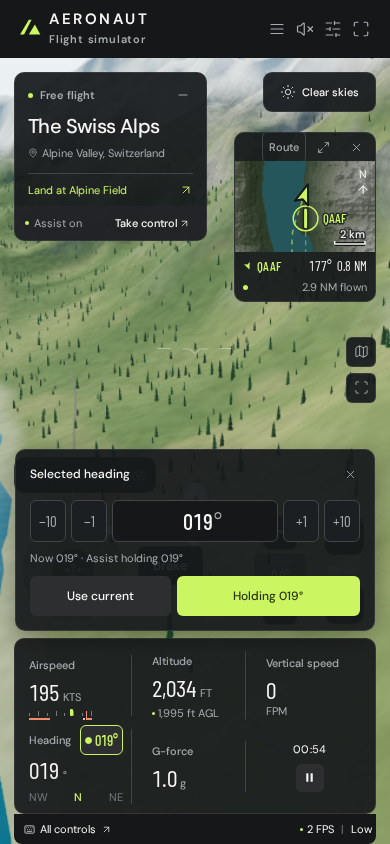 AERONAUT
Flight simulator
Free flight
The Swiss Alps
Alpine Valley, Switzerland
Land at Alpine Field
Assist on
Take control
Clear skies
Route
N
QAAF
2 km
QAAF 177° 0.8 NM
2.9 NM flown
Selected heading
−10
−1
019°
+1
+10
Now 019° · Assist holding 019°
Brake
Use current
Holding 019°
Airspeed
195 KTS
Altitude
2,034 FT
1,995 ft AGL
Vertical speed
0
FPM
Heading
019°
019°
NW N NE
G-force
1.0 g
00:54
All controls
2 FPS | Low